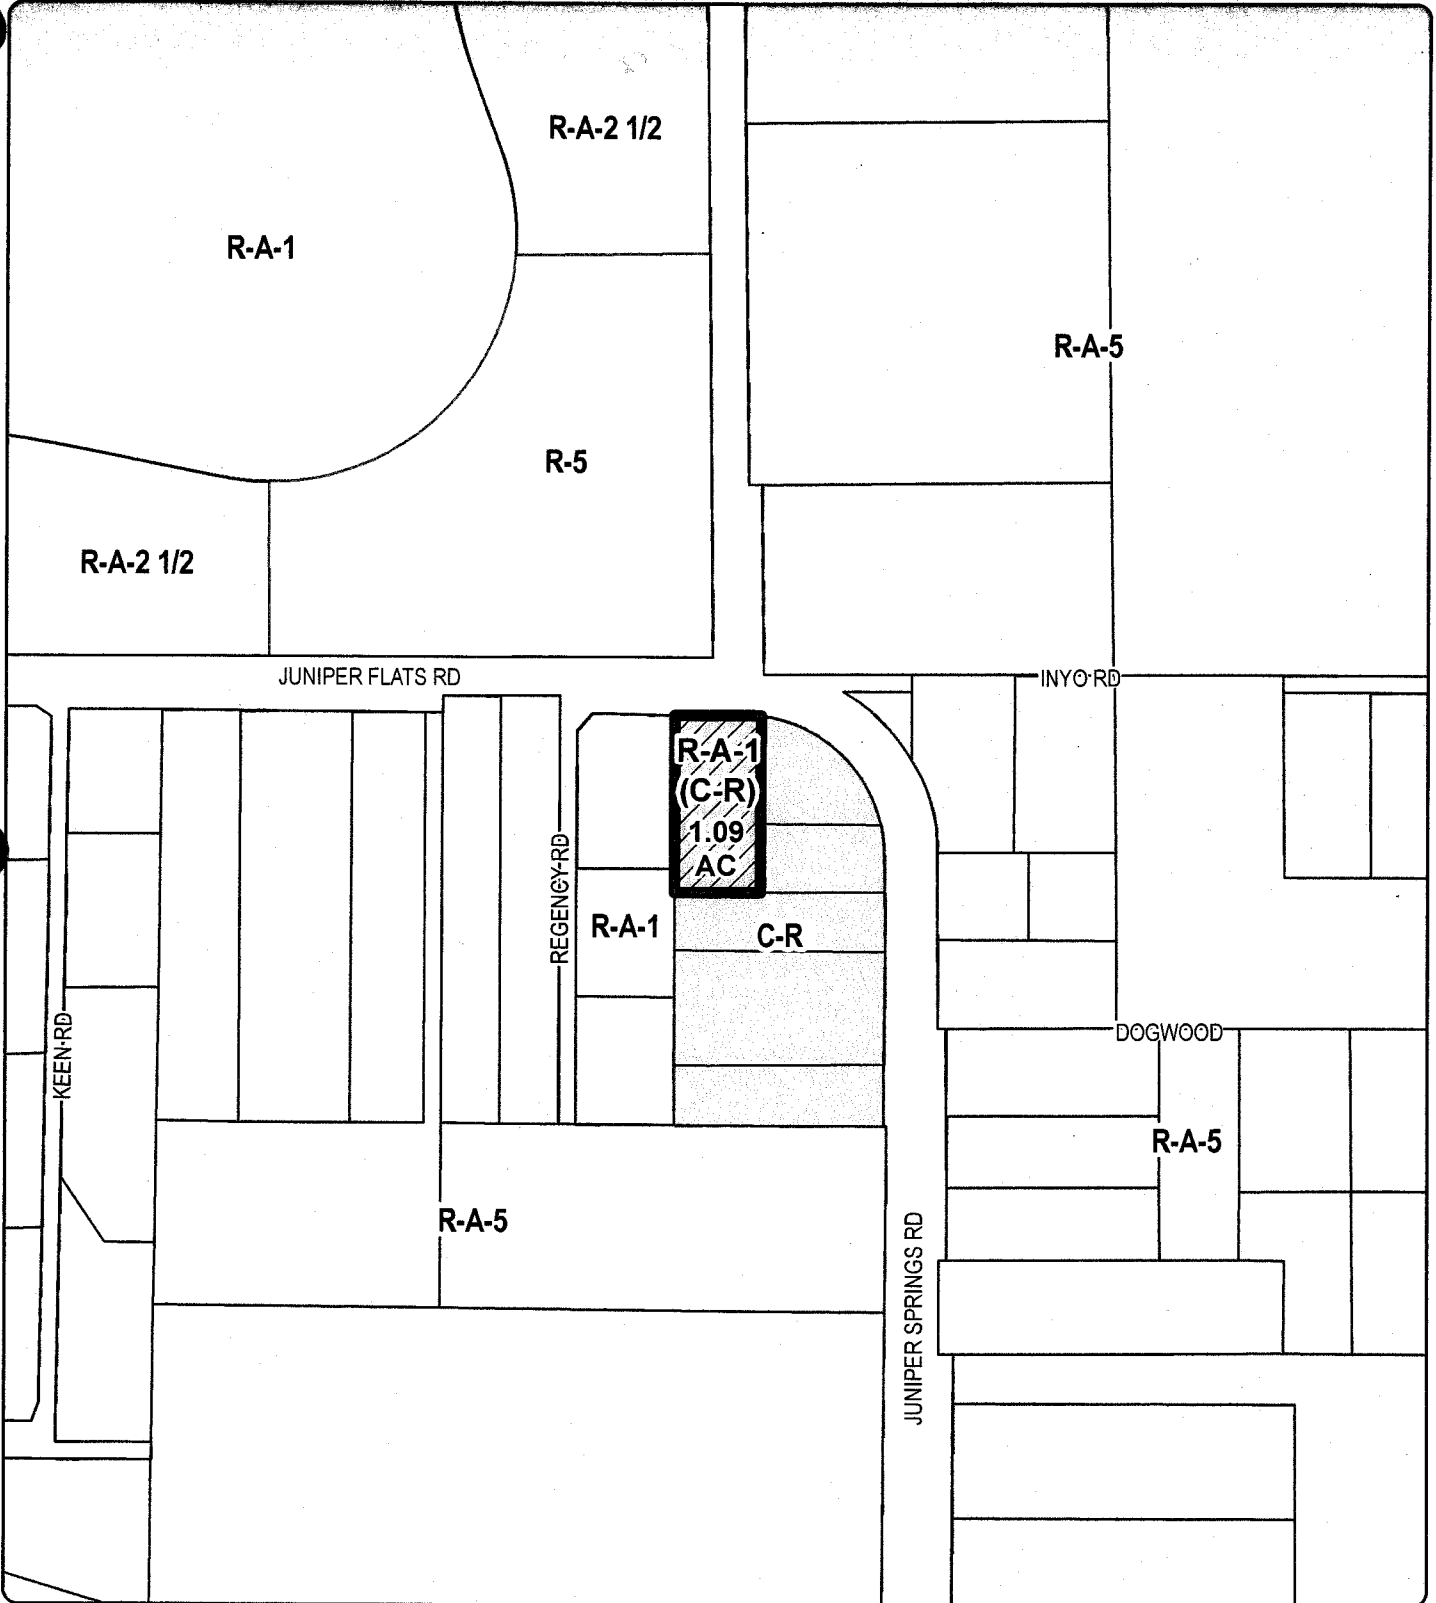 R-A-2 1/2
R-A-1
R-A-5
R-5
R-A-2 1/2
JUNIPER FLATS RD
INYO RD
R-A-1
(C-R)
1.09
AC
REGENCY RD
R-A-1
C-R
KEEN RD
DOGWOOD
R-A-5
R-A-5
JUNIPER SPRINGS RD